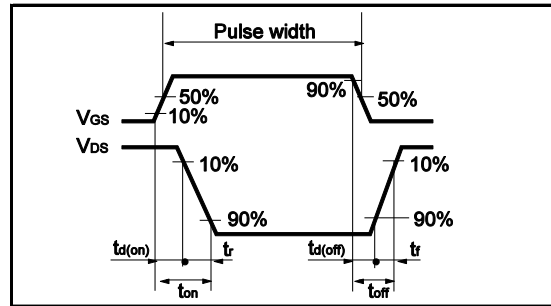 Pulse width
90%
50%
50%
10%
VGS
VDS
10%
10%
90%
90%
td(on)
tr
td(off)
tf
ton
toff